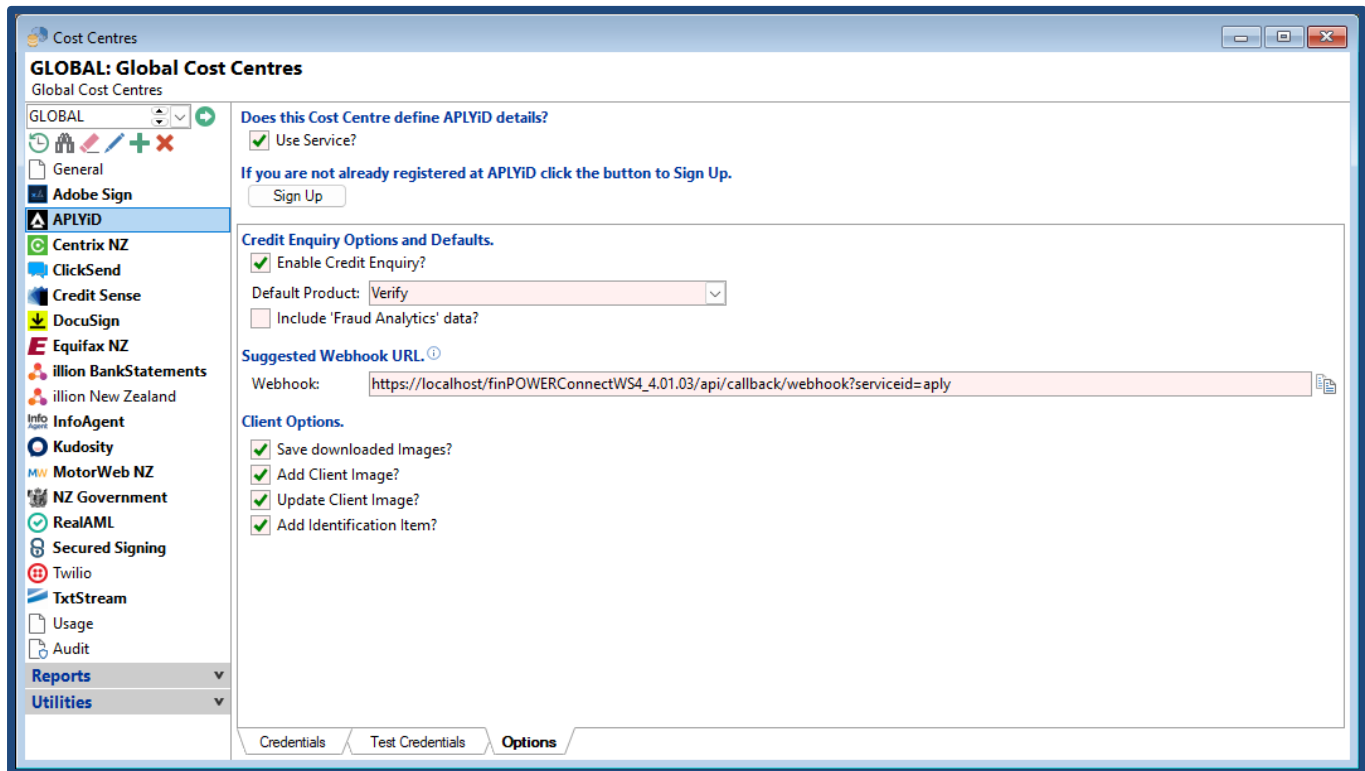 Cost Centres
GLOBAL: Global Cost Centres
Global Cost Centres
GLOBAL
General
Adobe Sign
APLYiD
Centrix NZ
ClickSend
Credit Sense
DocuSign
Equifax NZ
illion BankStatements
illion New Zealand
Info Agent InfoAgent
Kudosity
MW MotorWeb NZ
NZ Government
RealAML
Secured Signing
Twilio
TxtStream
Usage
Audit
Reports
Utilities
Does this Cost Centre define APLYiD details?
Use Service?
If you are not already registered at APLYiD click the button to Sign Up.
Sign Up
Credit Enquiry Options and Defaults.
Enable Credit Enquiry?
Default Product: Verify
Include 'Fraud Analytics' data?
Suggested Webhook URL.
Webhook: https://localhost/finPOWERConnectWS4_4.01.03/api/callback/webhook?serviceid=aply
Client Options.
Save downloaded Images?
Add Client Image?
Update Client Image?
Add Identification Item?
Credentials Test Credentials Options